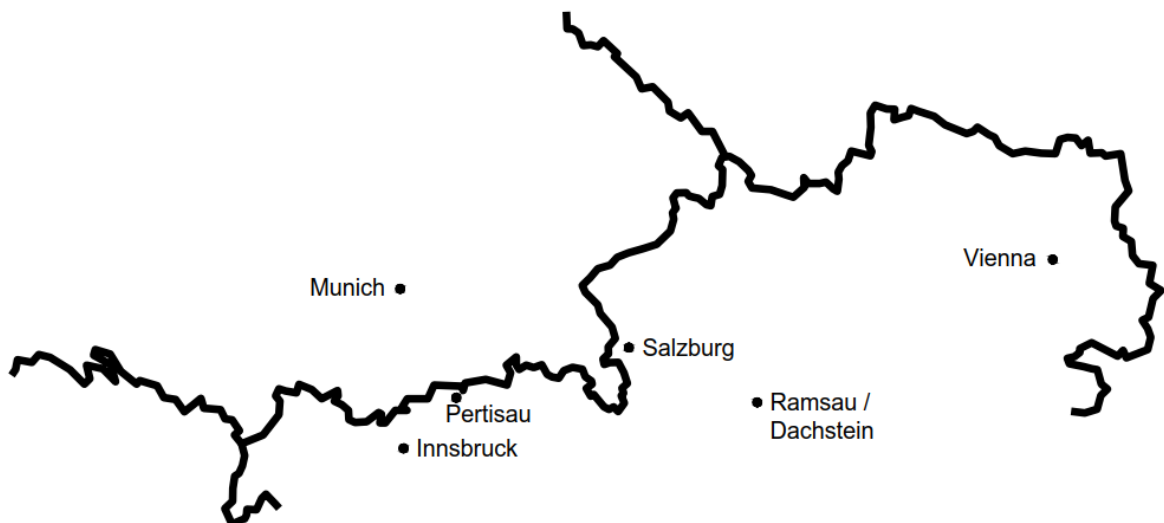 Vienna
Munich
Salzburg
Pertisau
Ramsau /
Dachstein
Innsbruck